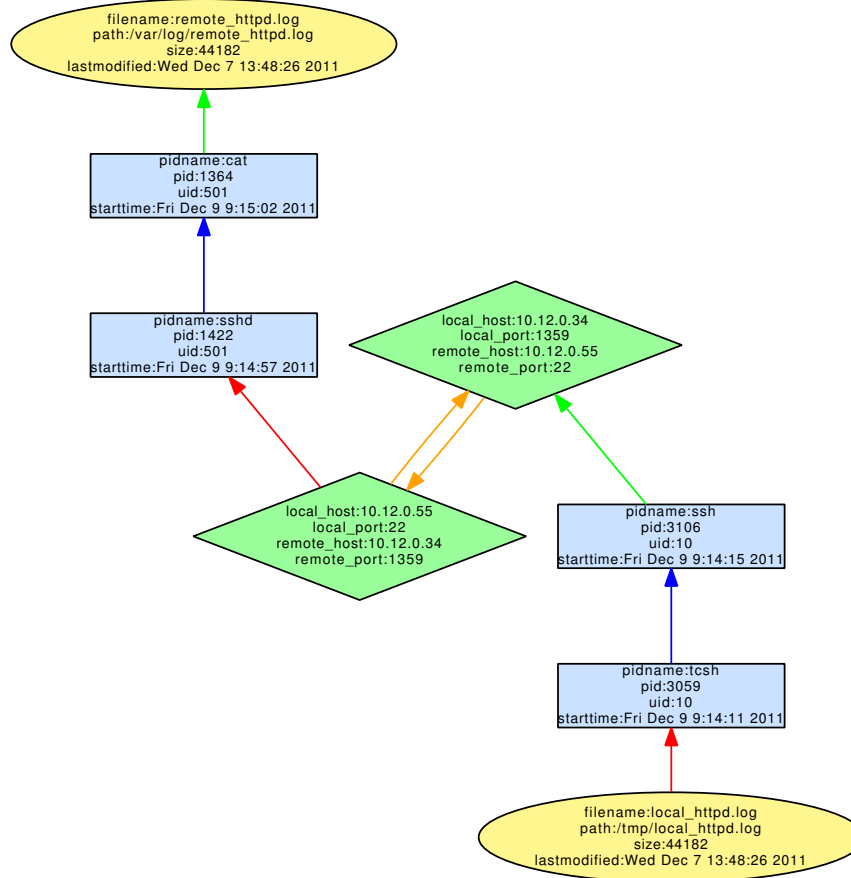 filename:remote_httpd.log
path:/var/log/remote_httpd.log
size:44182
lastmodified:Wed Dec 7 13:48:26 2011
pidname:cat
pid:1364
uid:501
starttime:Fri Dec 9 9:15:02 2011
pidname:sshd
pid:1422
uid:501
starttime:Fri Dec 9 9:14:57 2011
local_host:10.12.0.34
local_port:1359
remote_host:10.12.0.55
remote_port:22
local_host:10.12.0.55
local_port:22
remote_host:10.12.0.34
remote_port:1359
pidname:ssh
pid:3106
uid:10
starttime:Fri Dec 9 9:14:15 2011
pidname:tcsh
pid:3059
uid:10
starttime:Fri Dec 9 9:14:11 2011
filename:local_httpd.log
path:/tmp/local_httpd.log
size:44182
lastmodified:Wed Dec 7 13:48:26 2011